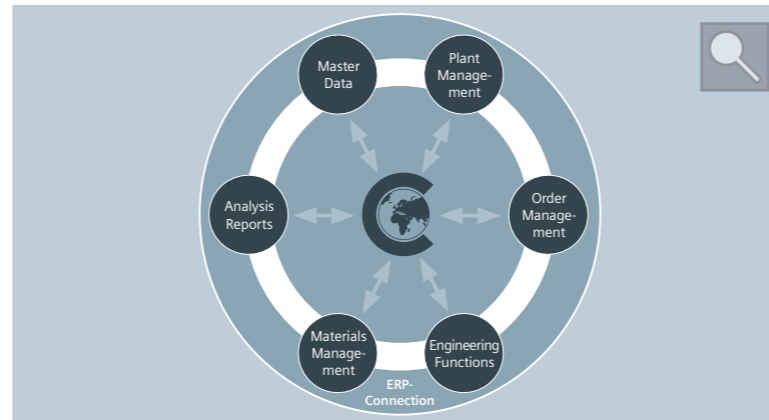 Master
Data
Plant
Manage-
ment
Analysis
Reports
Order
Manage-
ment
Materials
Manage-
ment
Engineering
Functions
ERP-
Connection